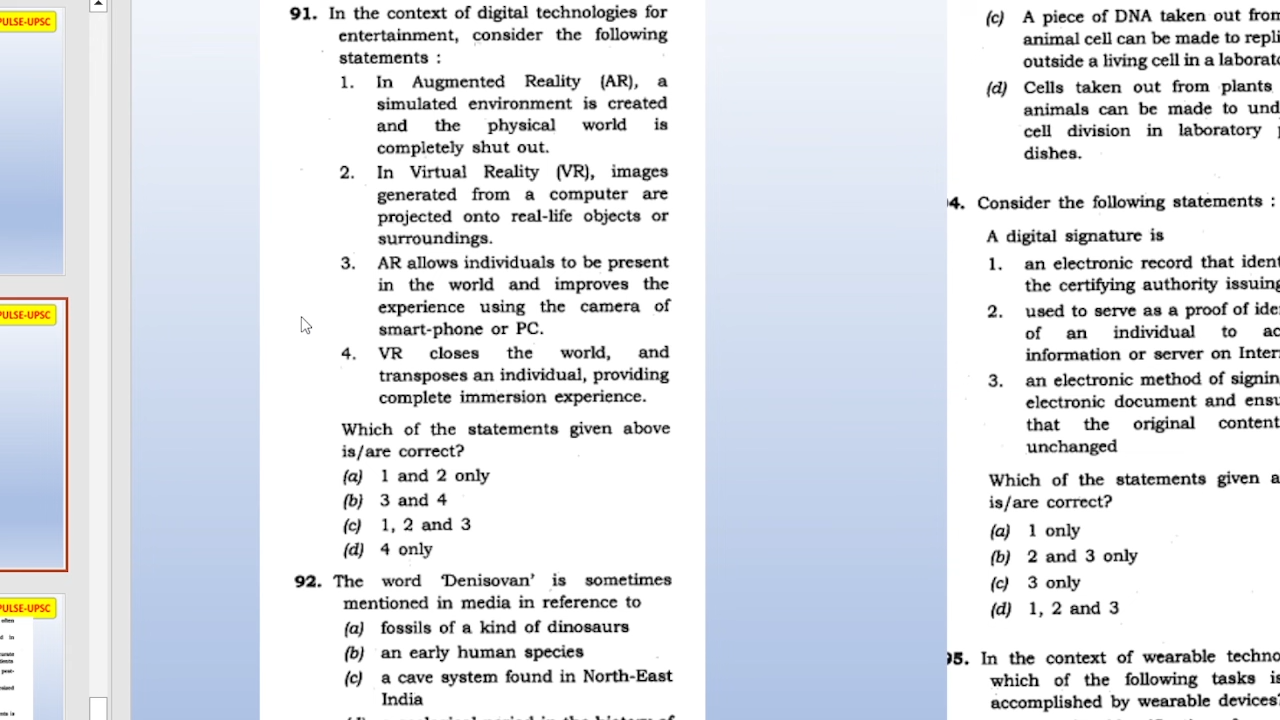 PULSE-UPSC
PULSE-UPSC
PULSE-UPSC
91. In the context of digital technologies for
entertainment, consider the following
statements :
1. In Augmented Reality (AR), a
simulated environment is created
and the physical world is
completely shut out.
2. In Virtual Reality (VR), images
generated from a computer are
projected onto real-life objects or
surroundings.
3. AR allows individuals to be present
in the world and improves the
experience using the camera of
smart-phone or PC.
4. VR closes the world, and
transposes an individual, providing
complete immersion experience.
Which of the statements given above
is/are correct?
(a) 1 and 2 only
(b) 3 and 4
(c) 1, 2 and 3
(d) 4 only
92. The word ‘Denisovan’ is sometimes
mentioned in media in reference to
(a) fossils of a kind of dinosaurs
(b) an early human species
(c) a cave system found in North-East
India
(c) A piece of DNA taken out from
animal cell can be made to repli
outside a living cell in a laborat
(d) Cells taken out from plants
animals can be made to und
cell division in laboratory
dishes.
4. Consider the following statements :
A digital signature is
1. an electronic record that ident
the certifying authority issuing
2. used to serve as a proof of ide
of an individual to ac
information or server on Inter
3. an electronic method of signin
electronic document and ensu
that the original content
unchanged
Which of the statements given a
is/are correct?
(a) 1 only
(b) 2 and 3 only
(c) 3 only
(d) 1, 2 and 3
95. In the context of wearable techno
which of the following tasks is
accomplished by wearable devices?